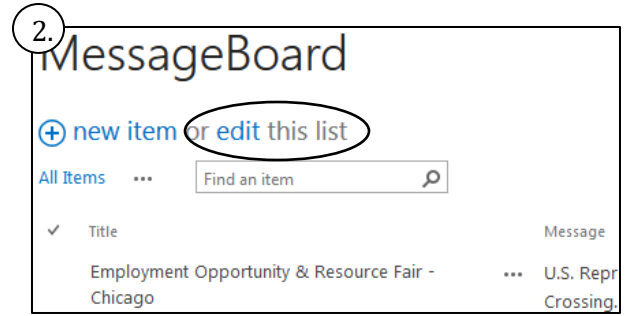 2.
MessageBoard
new item or edit this list
All Items ... Find an item
Title Message
Employment Opportunity & Resource Fair - ... U.S. Repr
Chicago Crossing.